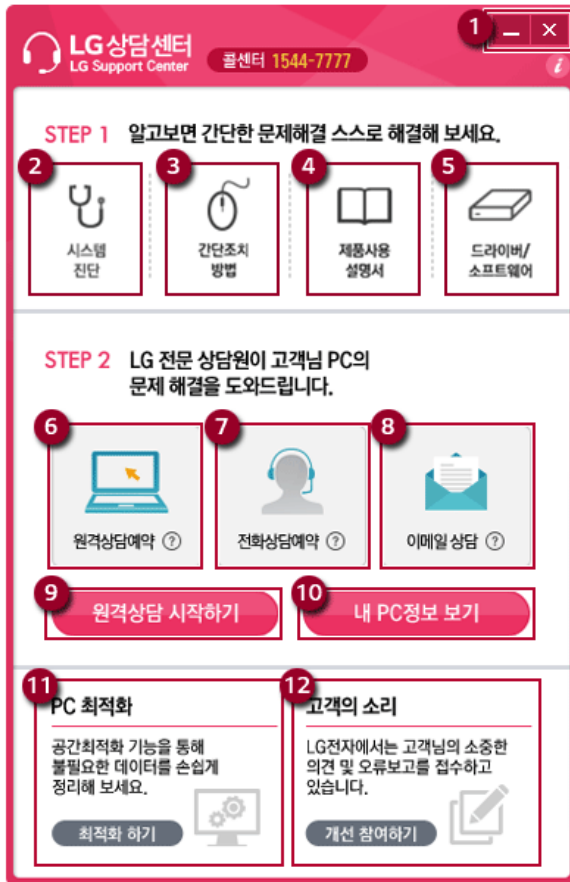 1
LG 상담센터
LG Support Center
콜센터 1544-7777
i
STEP 1 알고보면 간단한 문제해결 스스로 해결해 보세요.
2 3 4 5
시스템
진단
간단조치
방법
제품사용
설명서
드라이버/
소프트웨어
STEP 2 LG 전문 상담원이 고객님 PC의
문제 해결을 도와드립니다.
6 7 8
원격상담예약 ?
전화상담예약 ?
이메일 상담 ?
9 10
원격상담 시작하기
내 PC정보 보기
11
PC 최적화
공간최적화 기능을 통해
불필요한 데이터를 손쉽게
정리해 보세요.
최적화 하기
12
고객의 소리
LG전자에서는 고객님의 소중한
의견 및 오류보고를 접수하고
있습니다.
개선 참여하기